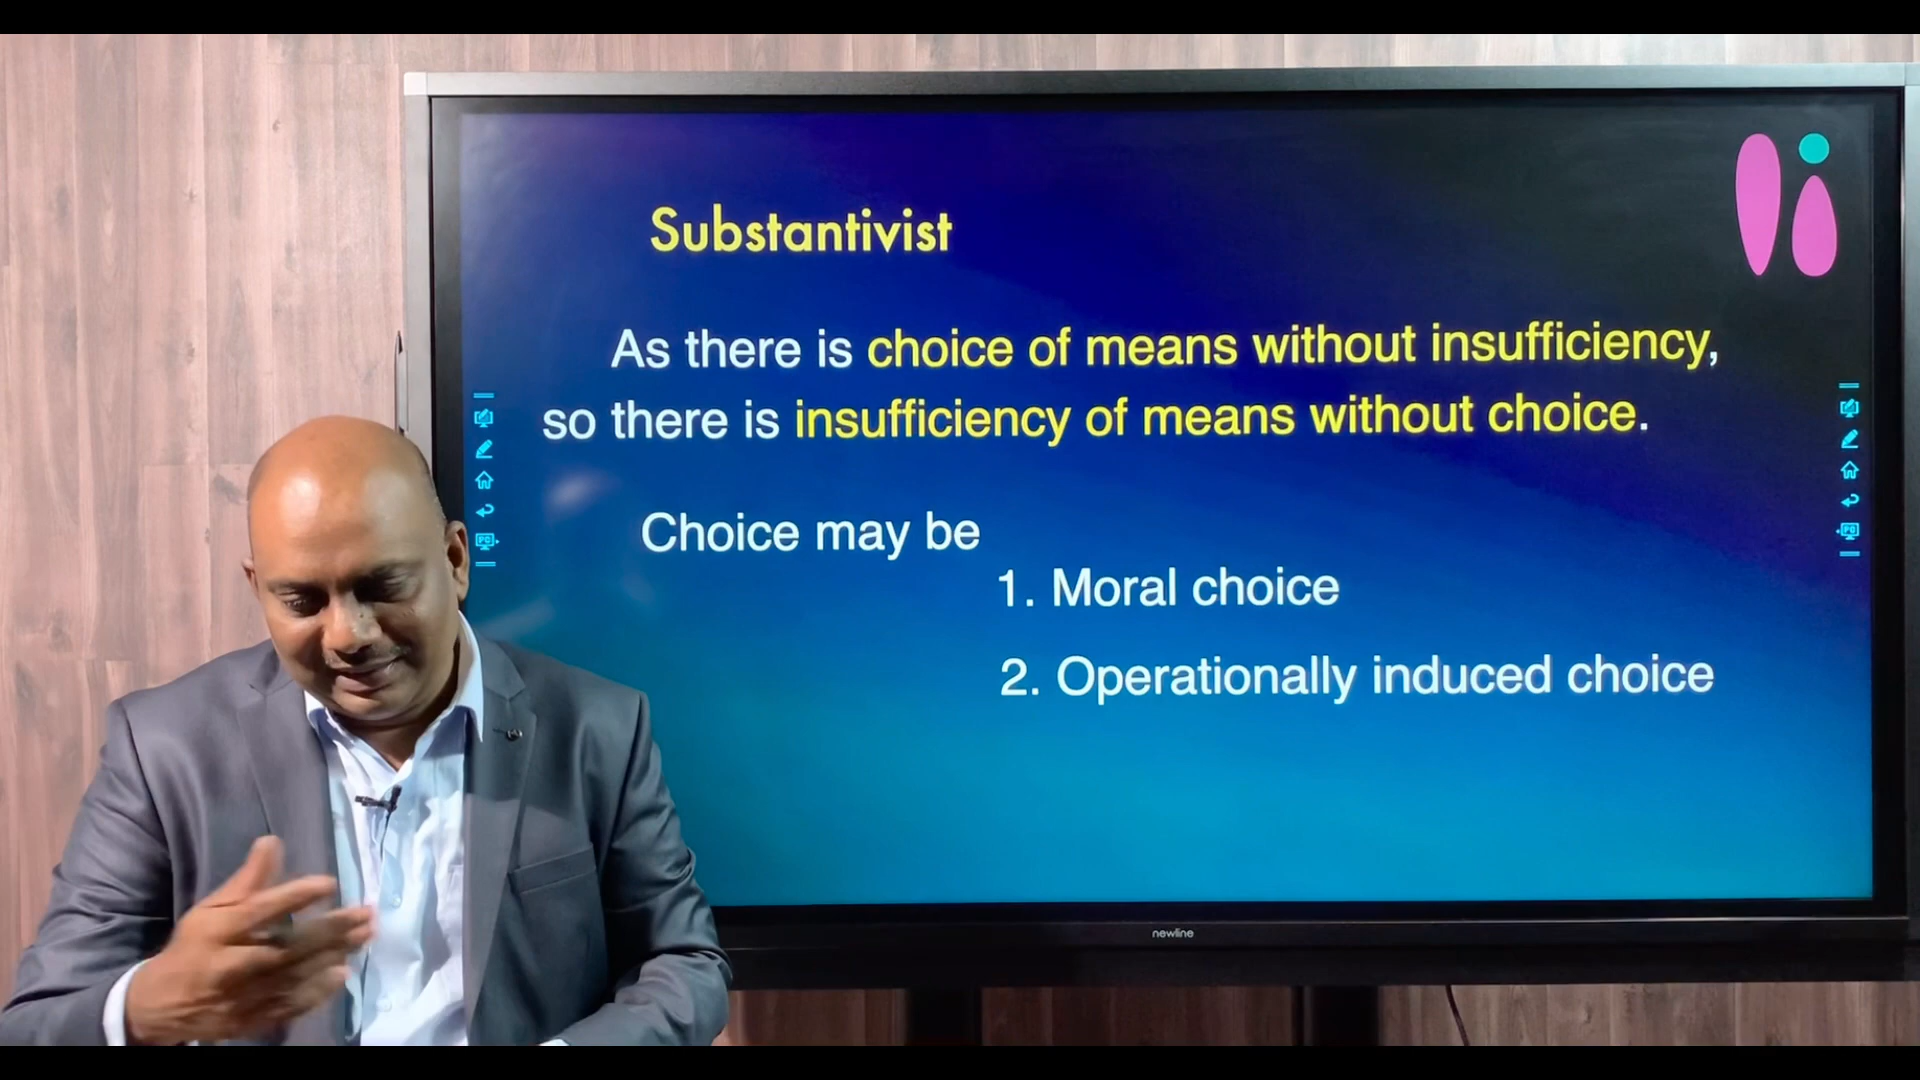 Substantivist
As there is choice of means without insufficiency,
so there is insufficiency of means without choice.
Choice may be
1. Moral choice
2. Operationally induced choice
newline